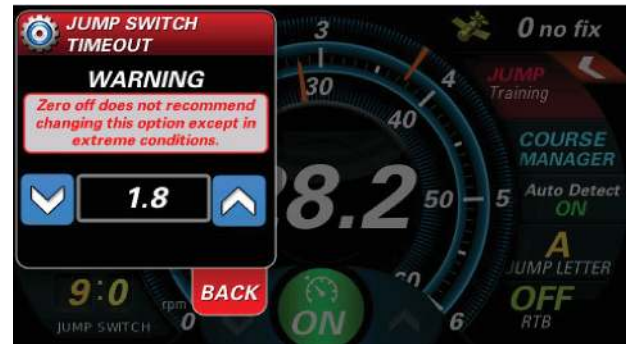 JUMP SWITCH
TIMEOUT
WARNING
Zero off does not recommend
changing this option except in
extreme conditions.
1.8
BACK
3
4
5
6
0
30
40
50
60
8.2
rpm
ON
9:0
JUMP SWITCH
0 no fix
JUMP
Training
COURSE
MANAGER
Auto Detect
ON
A
JUMP LETTER
OFF
RTB